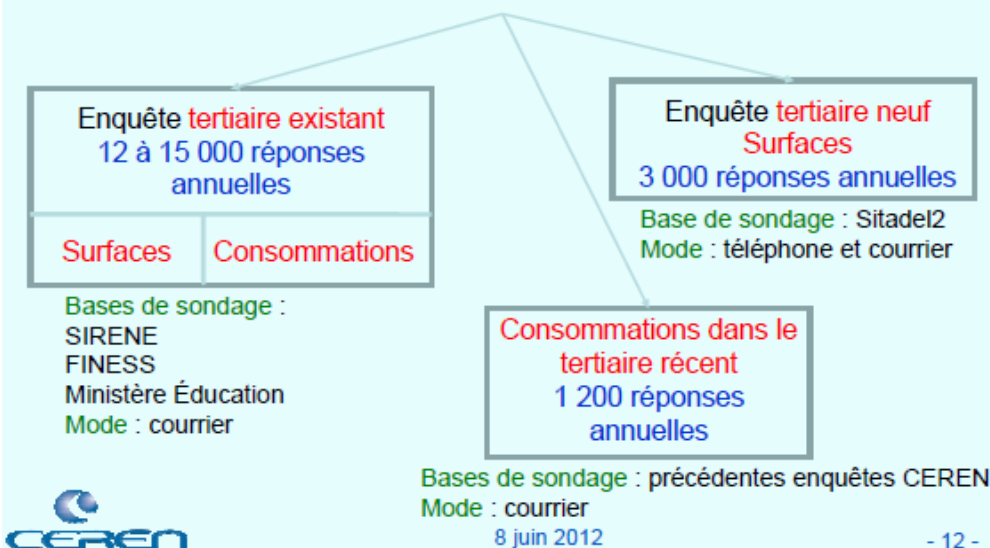 Enquête tertiaire existant
12 à 15 000 réponses
annuelles
Surfaces
Consommations
Bases de sondage :
SIRENE
FINESS
Ministère Éducation
Mode : courrier
Enquête tertiaire neuf
Surfaces
3 000 réponses annuelles
Base de sondage : Sitadel2
Mode : téléphone et courrier
Consommations dans le
tertiaire récent
1 200 réponses
annuelles
Bases de sondage : précédentes enquêtes CEREN
Mode : courrier
CEREN
8 juin 2012
- 12 -